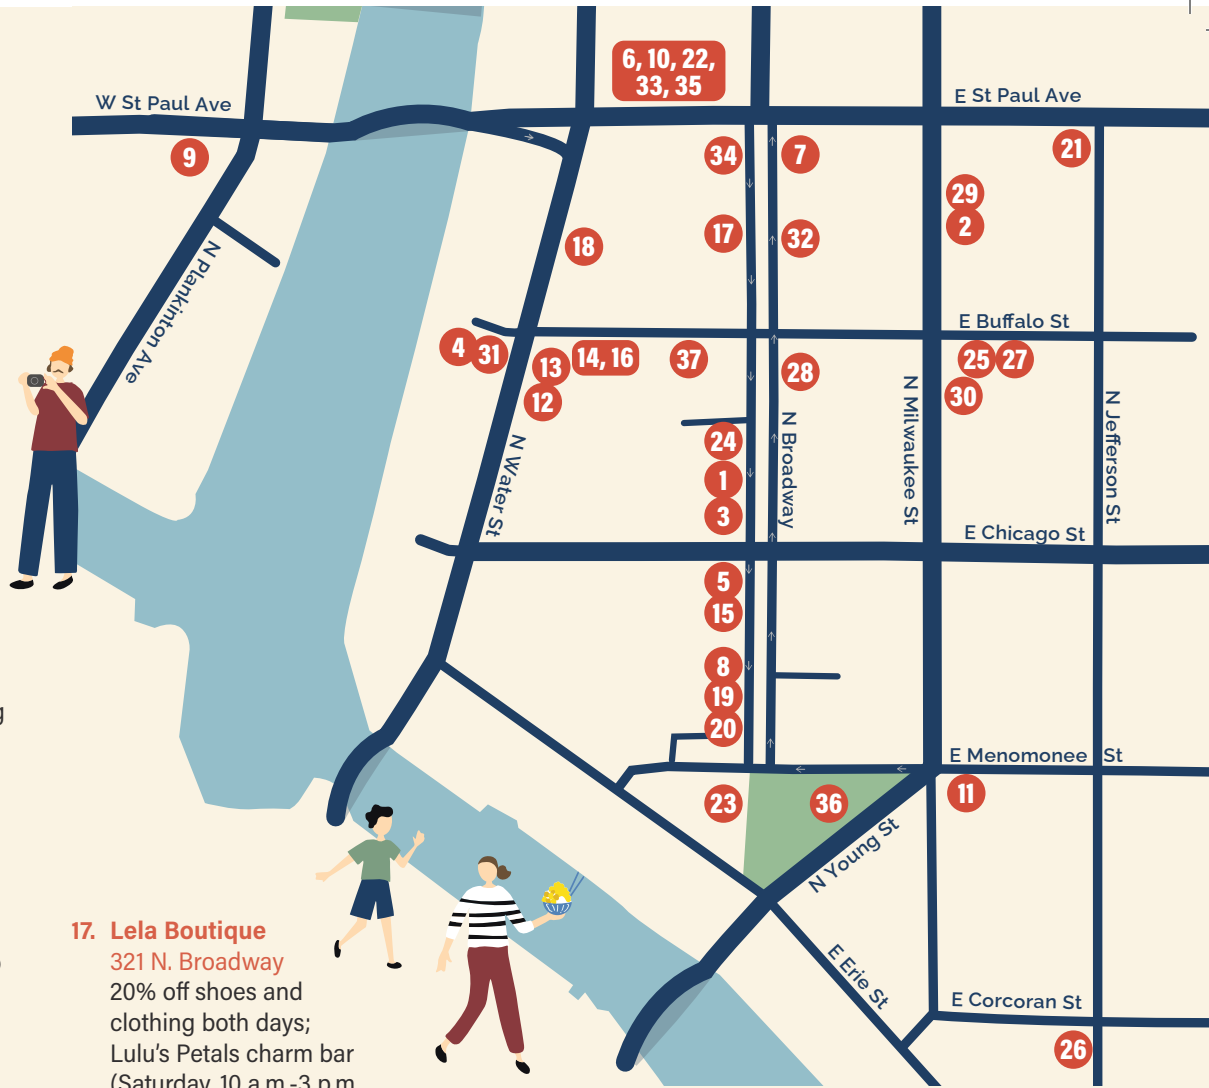 6, 10, 22,
33, 35
W St Paul Ave
E St Paul Ave
9
34
7
21
29
2
17
32
18
N Plankinton Ave
E Buffalo St
4
31
13
14, 16
37
28
25
27
12
30
N Water St
24
N Broadway
N Milwaukee St
N Jefferson St
1
3
E Chicago St
5
15
8
19
20
E Menomonee St
23
36
11
N Young St
E Erie St
E Corcoran St
26
g
17. Lela Boutique
321 N. Broadway
20% off shoes and
clothing both days;
Lulu's Petals charm bar
(Saturday, 10 a.m.-3 p.m.